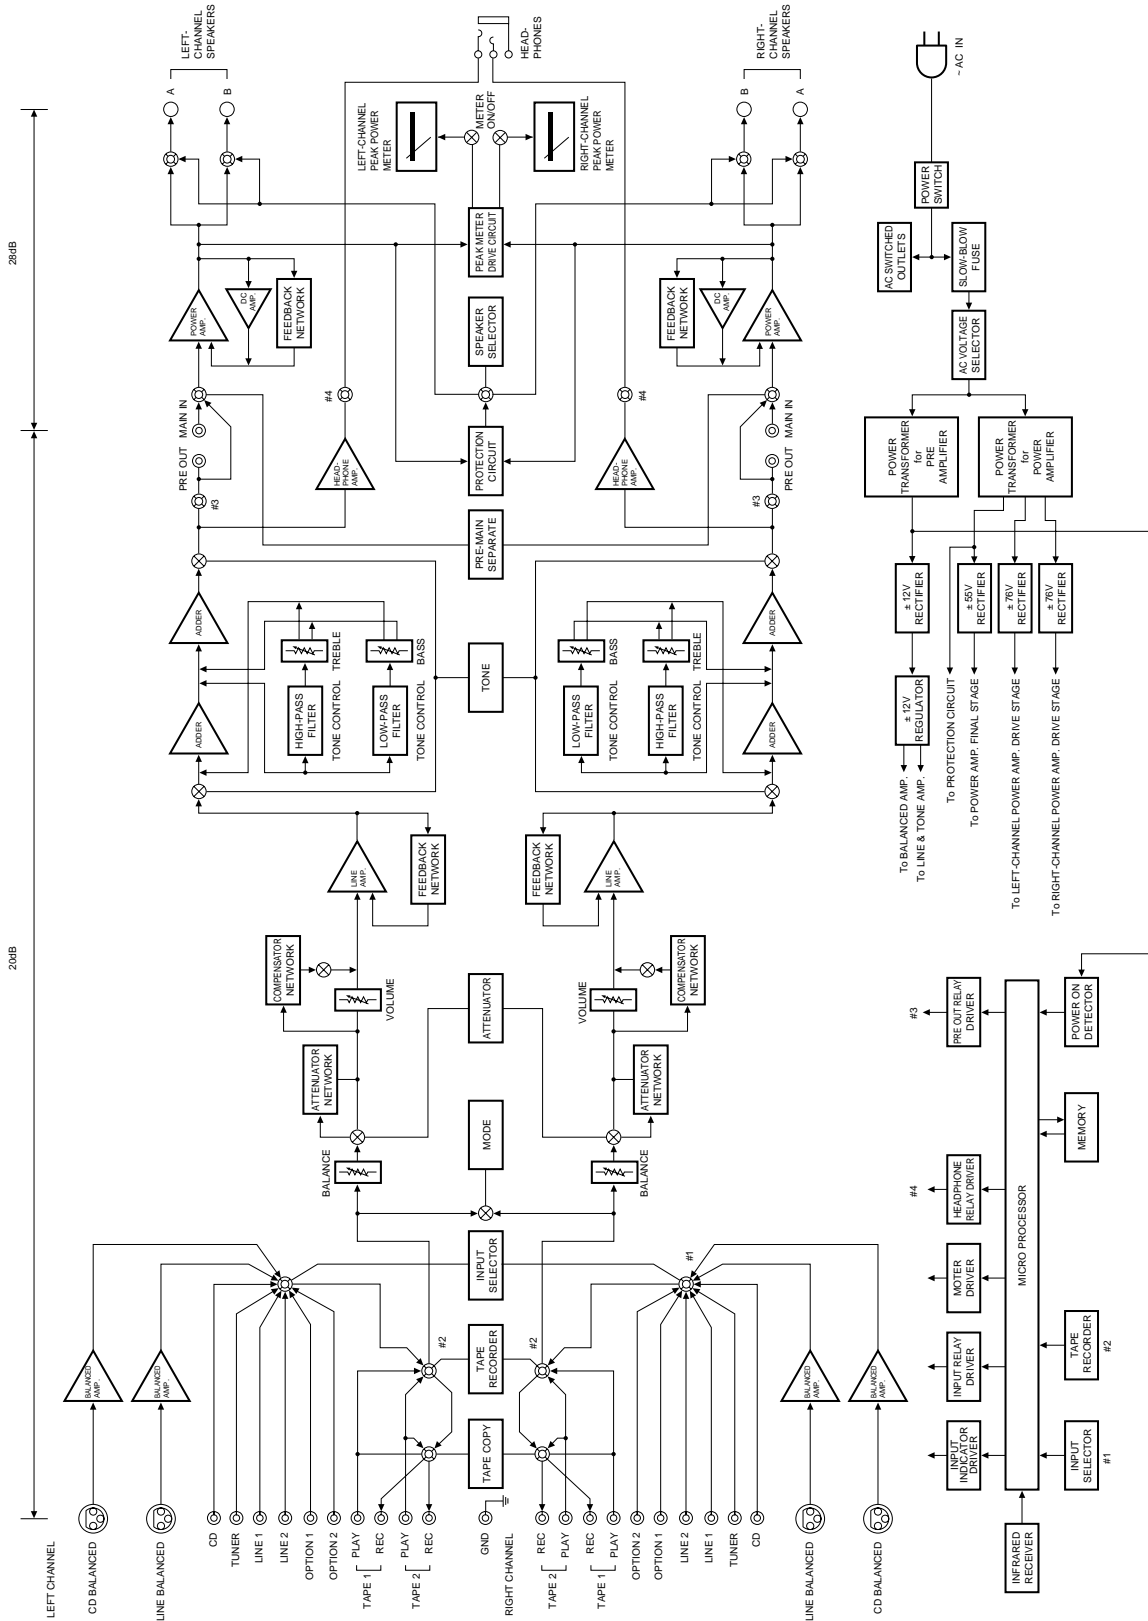 LEFT CHANNEL
20dB
28dB
CD BALANCED
BALANCED
AMP.
LINE BALANCED
BALANCED
AMP.
CD
TUNER
LINE 1
LINE 2
OPTION 1
OPTION 2
TAPE 1
PLAY
REC
TAPE 2
PLAY
REC
#2
BALANCE
ATTENUATOR
NETWORK
COMPENSATOR
NETWORK
VOLUME
LINE
AMP.
FEEDBACK
NETWORK
ADDER
HIGH-PASS
FILTER
TONE CONTROL
TREBLE
LOW-PASS
FILTER
TONE CONTROL
BASS
ADDER
#3
PRE OUT
MAIN IN
HEAD-
PHONE
AMP.
#4
POWER
AMP.
DC
AMP.
FEEDBACK
NETWORK
A
B
LEFT-
CHANNEL
SPEAKERS
LEFT-CHANNEL
PEAK POWER
METER
GND
TAPE COPY
TAPE
RECORDER
INPUT
SELECTOR
MODE
ATTENUATOR
TONE
PRE-MAIN
SEPARATE
PROTECTION
CIRCUIT
SPEAKER
SELECTOR
PEAK METER
DRIVE CIRCUIT
METER
ON/OFF
HEAD-
PHONES
RIGHT CHANNEL
TAPE 2
REC
PLAY
TAPE 1
REC
PLAY
OPTION 2
OPTION 1
LINE 2
LINE 1
TUNER
CD
LINE BALANCED
BALANCED
AMP.
CD BALANCED
BALANCED
AMP.
#2
#1
BALANCE
ATTENUATOR
NETWORK
VOLUME
COMPENSATOR
NETWORK
FEEDBACK
NETWORK
LINE
AMP.
LOW-PASS
FILTER
TONE CONTROL
BASS
HIGH-PASS
FILTER
TONE CONTROL
TREBLE
ADDER
ADDER
HEAD-
PHONE
AMP.
#4
#3
PRE OUT
MAIN IN
FEEDBACK
NETWORK
DC
AMP.
POWER
AMP.
RIGHT-CHANNEL
PEAK POWER
METER
B
A
RIGHT-
CHANNEL
SPEAKERS
INPUT
INDICATOR
DRIVER
INPUT RELAY
DRIVER
MOTER
DRIVER
#4
HEADPHONE
RELAY DRIVER
#3
PRE OUT RELAY
DRIVER
INFRARED
RECEIVER
MICRO PROCESSOR
INPUT
SELECTOR
#1
TAPE
RECORDER
#2
MEMORY
POWER ON
DETECTOR
To BALANCED AMP.
To LINE & TONE AMP.
± 12V
REGULATOR
± 12V
RECTIFIER
To PROTECTION CIRCUIT
To POWER AMP. FINAL STAGE
± 55V
RECTIFIER
To LEFT-CHANNEL POWER AMP. DRIVE STAGE
± 76V
RECTIFIER
To RIGHT-CHANNEL POWER AMP. DRIVE STAGE
± 76V
RECTIFIER
POWER
TRANSFORMER
for
PRE
AMPLIFIER
POWER
TRANSFORMER
for
POWER
AMPLIFIER
AC VOLTAGE
SELECTOR
AC SWITCHED
OUTLETS
SLOW-BLOW
FUSE
POWER
SWITCH
~ AC IN